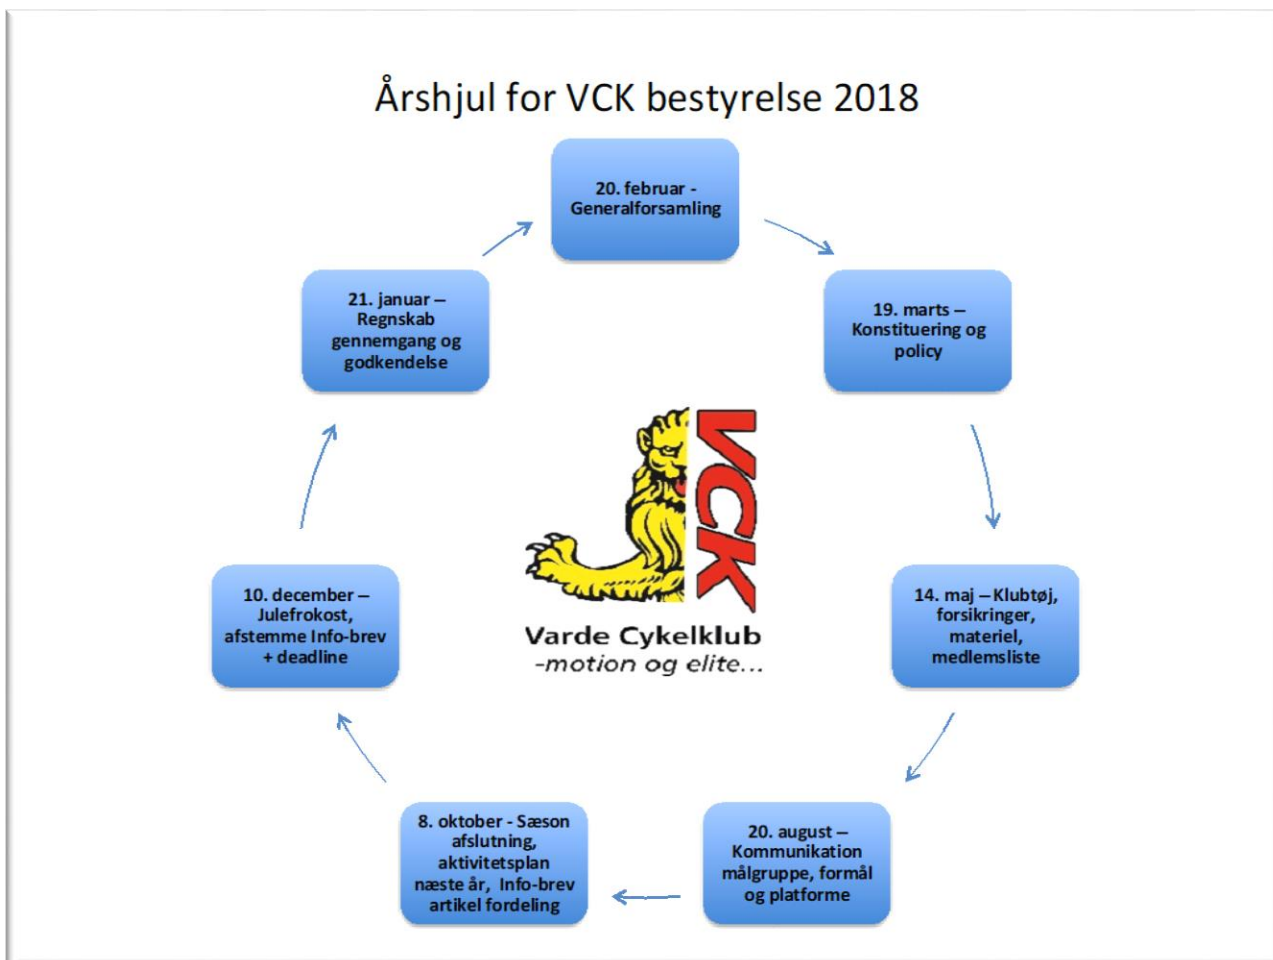 Årshjul for VCK bestyrelse 2018
20. februar -
Generalforsamling
19. marts –
Konstituering og
policy
14. maj – Klubtøj,
forsikringer,
materiel,
medlemsliste
20. august –
Kommunikation
målgruppe, formål
og platforme
8. oktober - Sæson
afslutning,
aktivitetsplan
næste år, Info-brev
artikel fordeling
10. december –
Julefrokost,
afstemme Info-brev
+ deadline
21. januar –
Regnskab
gennemgang og
godkendelse
VCK
Varde Cykelklub
-motion og elite...